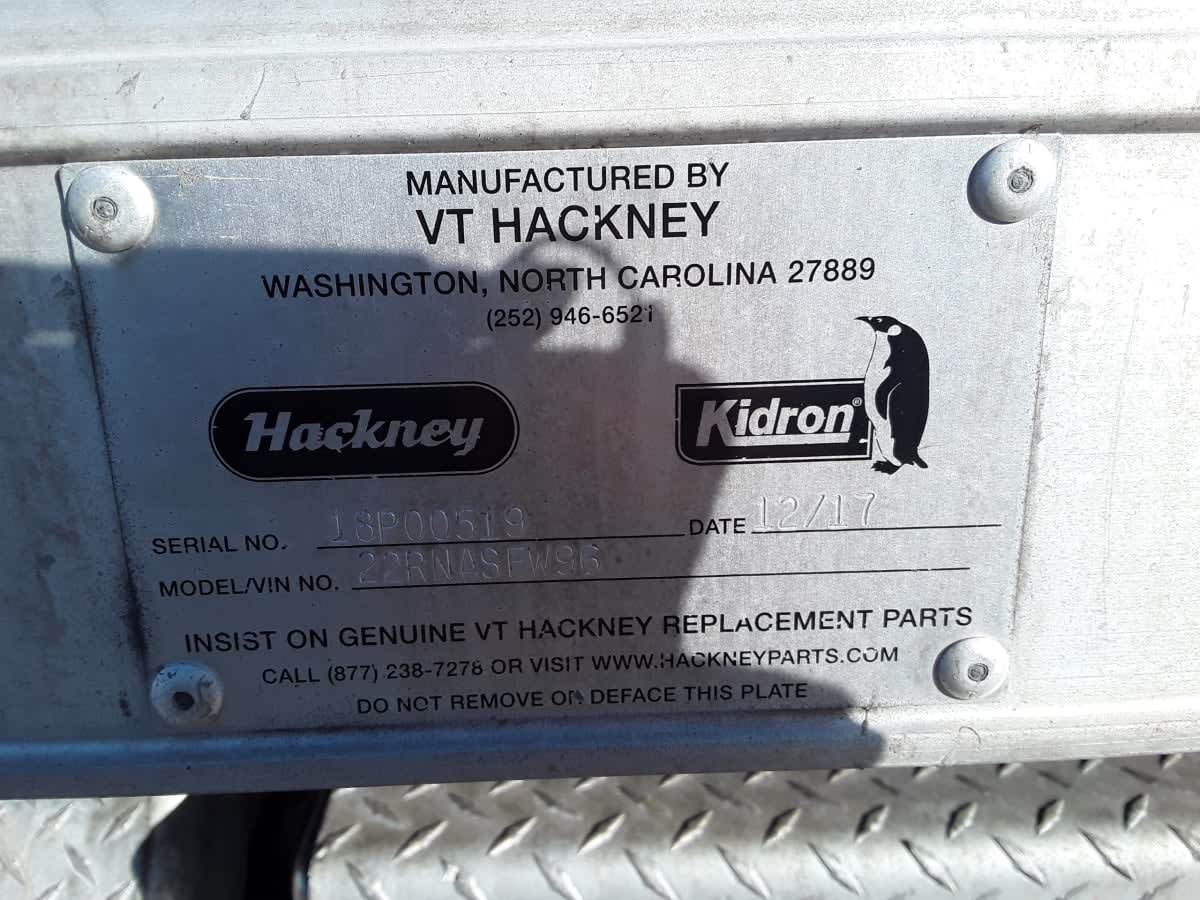 MANUFACTURED BY
VT HACKNEY
WASHINGTON, NORTH CAROLINA 27889
(252) 946-6521
Hackney
Kidron®
SERIAL NO. 18P00519 DATE 12/17
MODEL/VIN NO. 22RNASFW96
INSIST ON GENUINE VT HACKNEY REPLACEMENT PARTS
CALL (877) 238-7278 OR VISIT WWW.HACKNEYPARTS.COM
DO NOT REMOVE OR DEFACE THIS PLATE